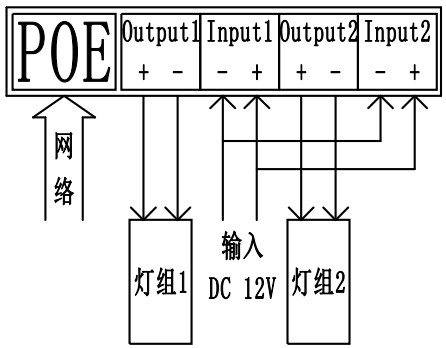 POE Output1 Input1 Output2 Input2
+ - - + + - - +
网络
灯组1
输入
DC 12V
灯组2